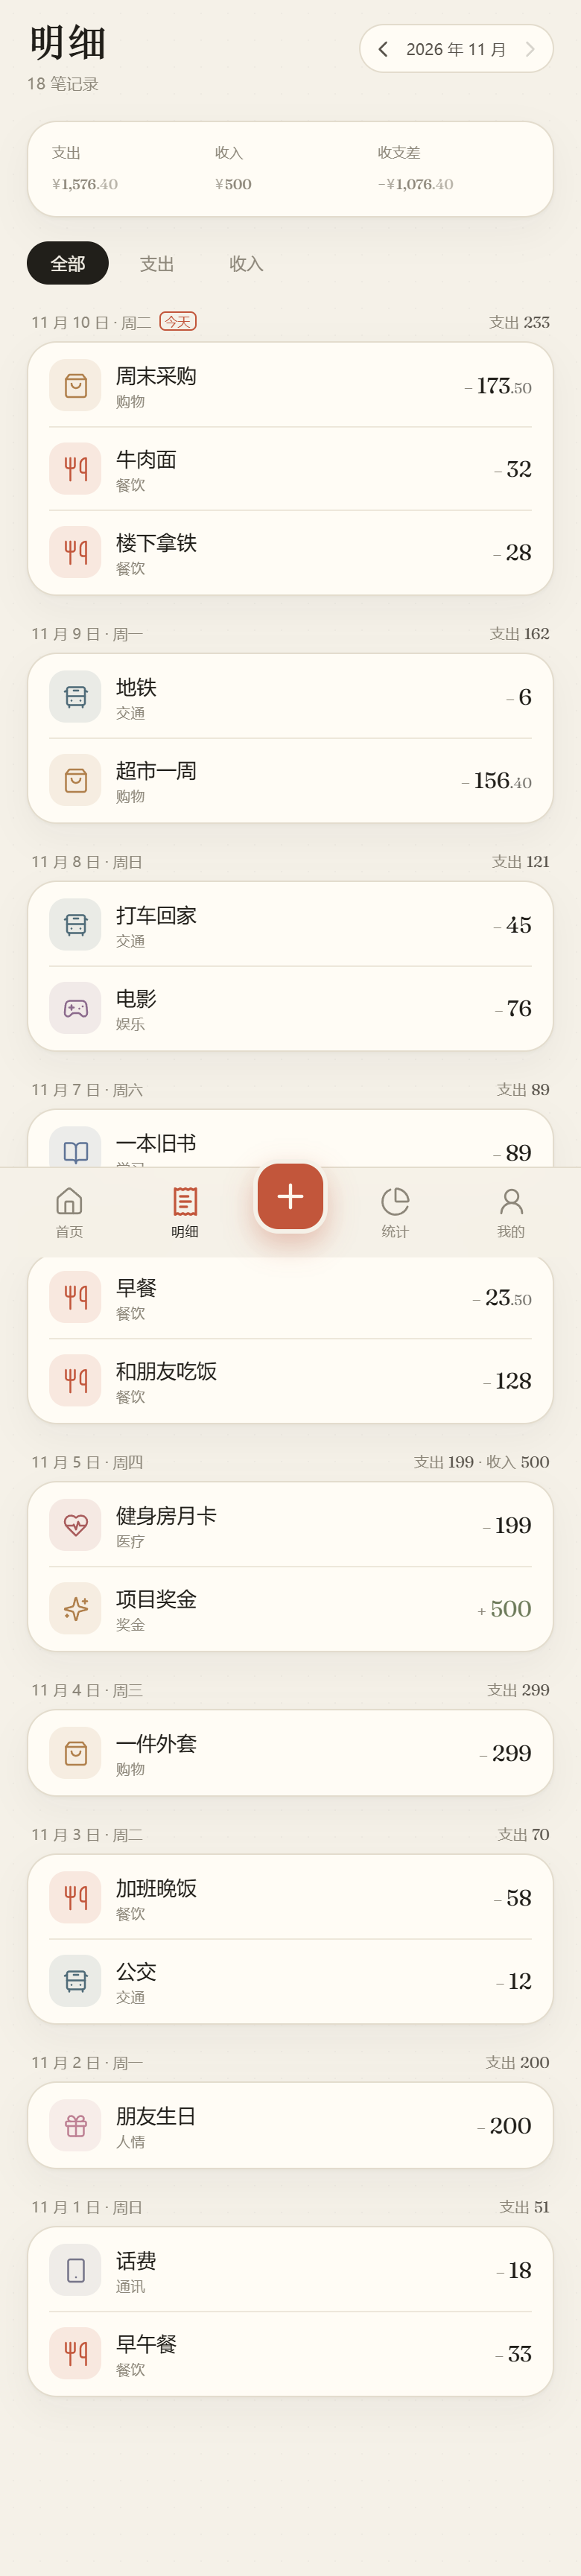 明细
2026 年 11 月
18 笔记录
支出
收入
收支差
¥1,576.40
¥500
-¥1,076.40
全部
支出
收入
11 月 10 日 · 周二 今天
支出 233
周末采购
- 173.50
购物
牛肉面
- 32
餐饮
楼下拿铁
- 28
餐饮
11 月 9 日 · 周一
支出 162
地铁
- 6
交通
超市一周
- 156.40
购物
11 月 8 日 · 周日
支出 121
打车回家
- 45
交通
电影
- 76
娱乐
11 月 7 日 · 周六
支出 89
一本旧书
- 89
首页
明细
统计
我的
早餐
- 23.50
餐饮
和朋友吃饭
- 128
餐饮
11 月 5 日 · 周四
支出 199 · 收入 500
健身房月卡
- 199
医疗
项目奖金
+ 500
奖金
11 月 4 日 · 周三
支出 299
一件外套
- 299
购物
11 月 3 日 · 周二
支出 70
加班晚饭
- 58
餐饮
公交
- 12
交通
11 月 2 日 · 周一
支出 200
朋友生日
- 200
人情
11 月 1 日 · 周日
支出 51
话费
- 18
通讯
早午餐
- 33
餐饮